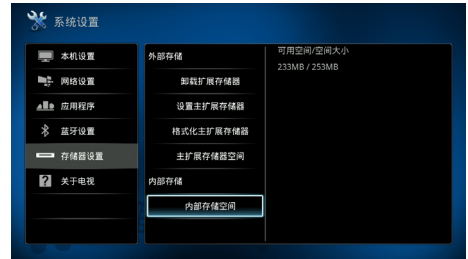 系统设置
本机设置
网络设置
应用程序
蓝牙设置
存储器设置
关于电视
外部存储
卸载扩展存储器
设置主扩展存储器
格式化主扩展存储器
主扩展存储器空间
内部存储
内部存储空间
可用空间/空间大小
233MB / 253MB